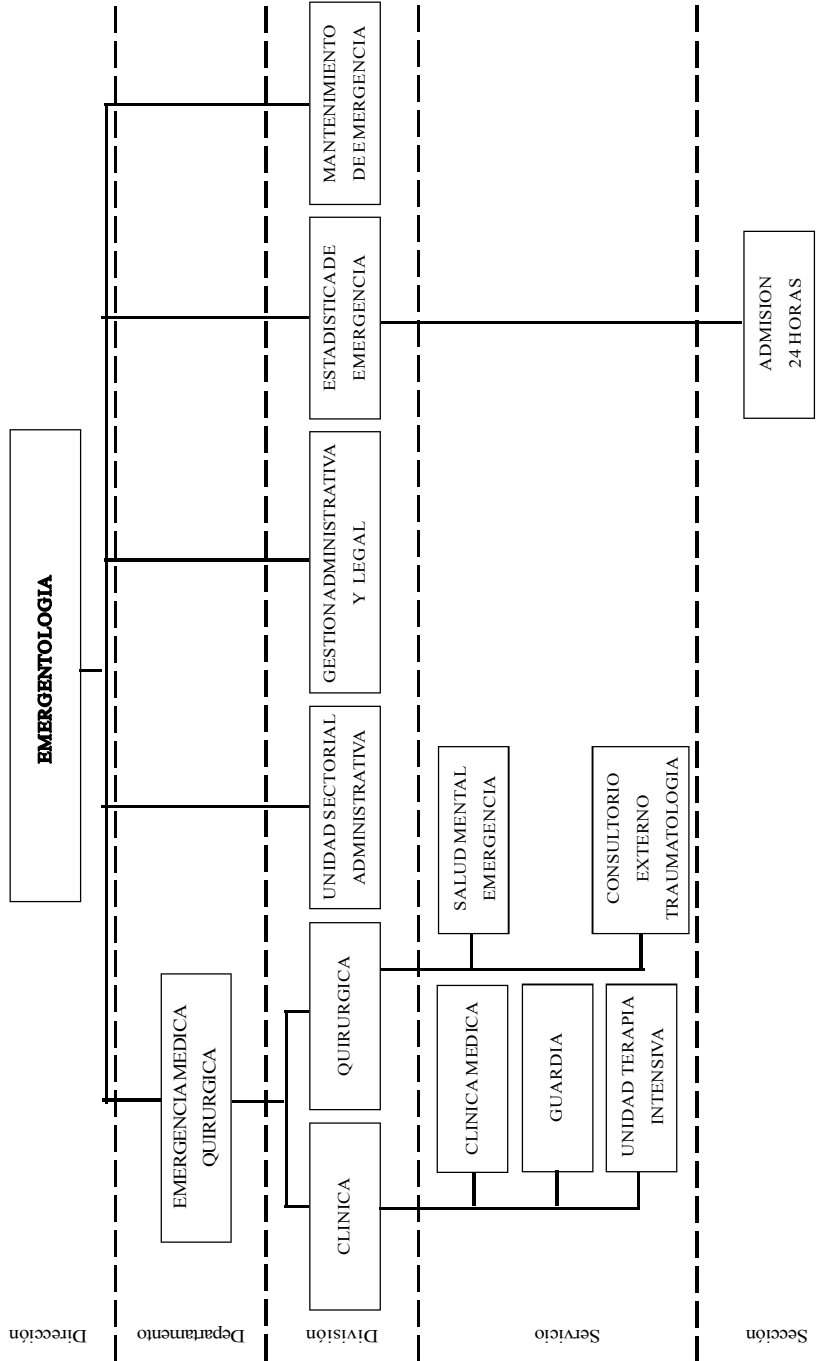 EMERGENTOLOGIA
EMERGENCIA MEDICA
QUIRURGICA
CLINICA
QUIRURGICA
UNIDAD SECTORIAL
ADMINISTRATIVA
GESTION ADMINISTRATIVA
Y LEGAL
ESTADISTICA DE
EMERGENCIA
MANTENIMIENTO
DE EMERGENCIA
CLINICA MEDICA
GUARDIA
UNIDAD TERAPIA
INTENSIVA
SALUD MENTAL
EMERGENCIA
CONSULTORIO
EXTERNO
TRAUMATOLOGIA
ADMISION
24 HORAS
Dirección
Departamento
División
Servicio
Sección